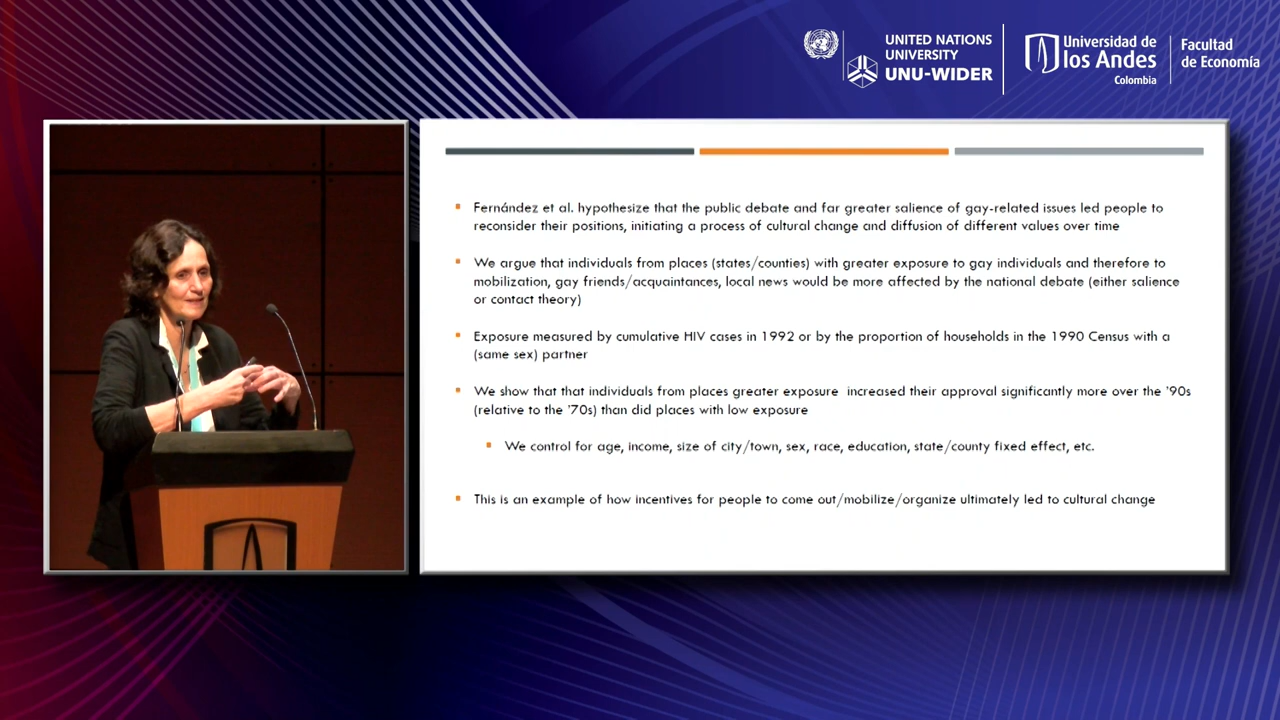 UNITED NATIONS
UNIVERSITY
UNU-WIDER
Universidad de
los Andes
Colombia
Facultad
de Economía
Fernández et al. hypothesize that the public debate and far greater salience of gay-related issues led people to
reconsider their positions, initiating a process of cultural change and diffusion of different values over time
We argue that individuals from places (states/counties) with greater exposure to gay individuals and therefore to
mobilization, gay friends/acquaintances, local news would be more affected by the national debate (either salience
or contact theory)
Exposure measured by cumulative HIV cases in 1992 or by the proportion of households in the 1990 Census with a
(same sex) partner
We show that that individuals from places greater exposure increased their approval significantly more over the '90s
(relative to the '70s) than did places with low exposure
We control for age, income, size of city/town, sex, race, education, state/county fixed effect, etc.
This is an example of how incentives for people to come out/mobilize/organize ultimately led to cultural change